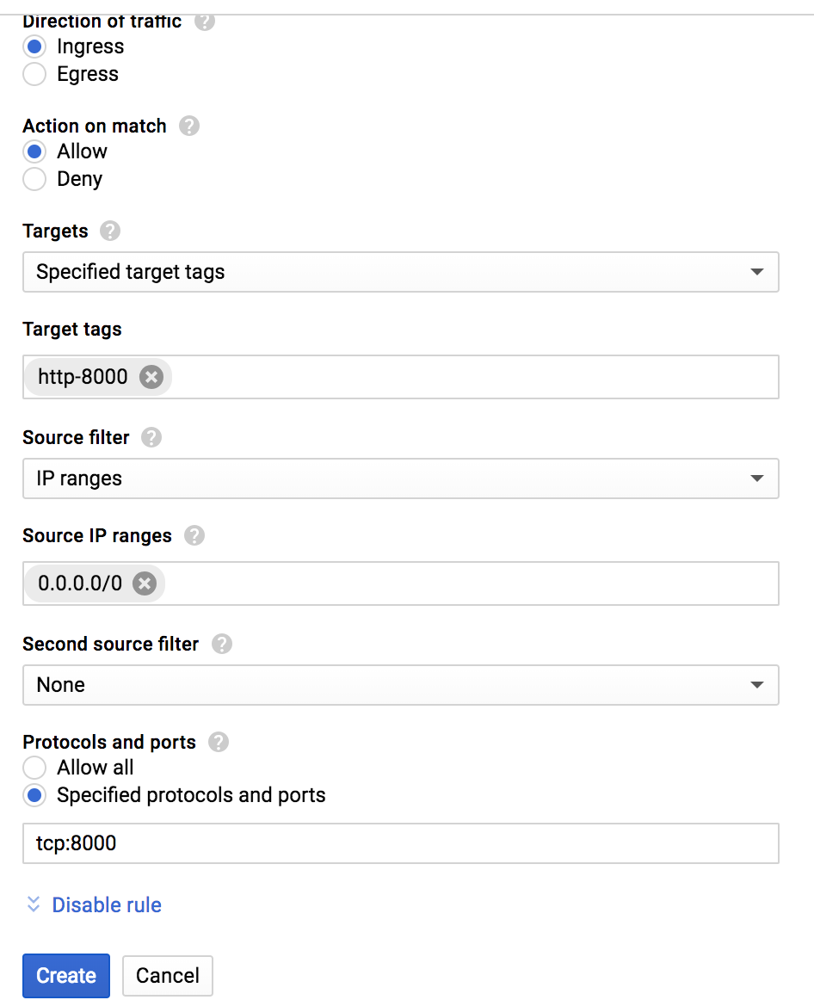 Direction of traffic ?
Ingress
Egress
Action on match ?
Allow
Deny
Targets ?
Specified target tags
Target tags
http-8000
Source filter ?
IP ranges
Source IP ranges ?
0.0.0.0/0
Second source filter ?
None
Protocols and ports ?
Allow all
Specified protocols and ports
tcp:8000
Disable rule
Create Cancel